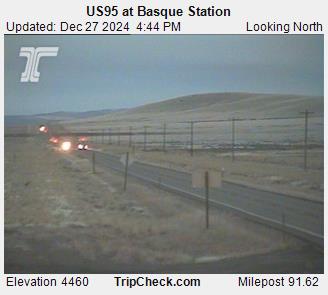 US95 at Basque Station
Updated: Dec 27 2024 4:44 PM Looking North
Elevation 4460 TripCheck.com Milepost 91.62